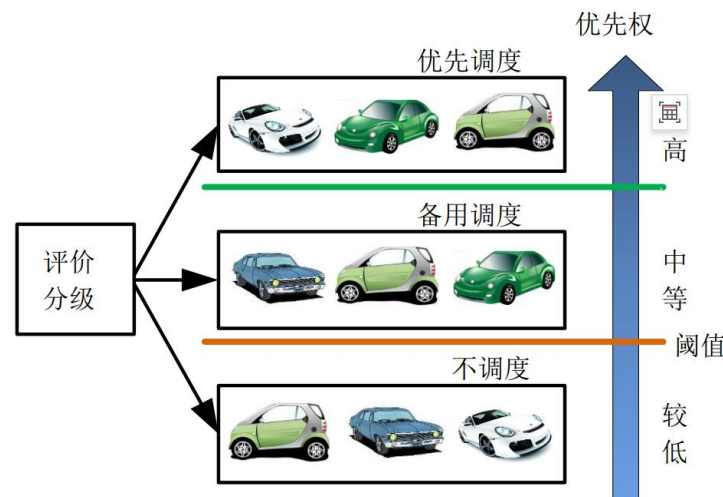 优先权
优先调度
高
备用调度
评价
分级
中
等
阈值
不调度
较
低